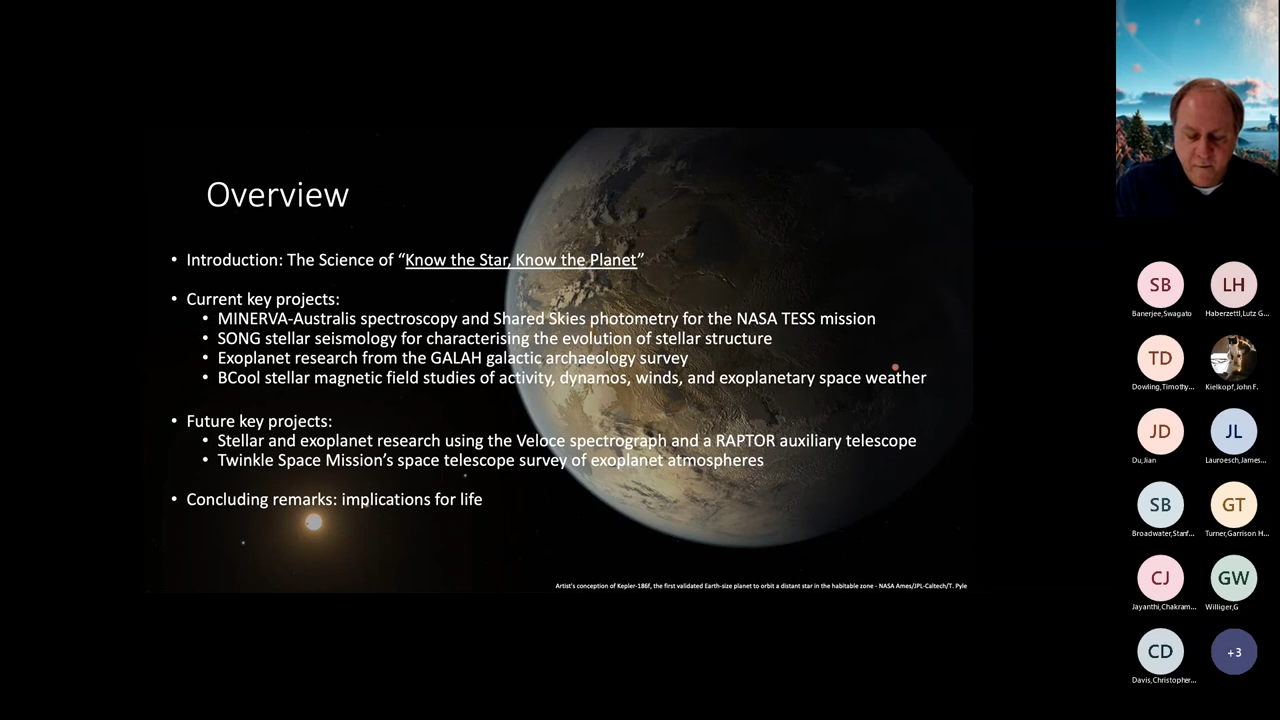 Overview
• Introduction: The Science of “Know the Star, Know the Planet”
• Current key projects:
• MINERVA-Australis spectroscopy and Shared Skies photometry for the NASA TESS mission
• SONG stellar seismology for characterising the evolution of stellar structure
• Exoplanet research from the GALAH galactic archaeology survey
• BCool stellar magnetic field studies of activity, dynamos, winds, and exoplanetary space weather
• Future key projects:
• Stellar and exoplanet research using the Veloce spectrograph and a RAPTOR auxiliary telescope
• Twinkle Space Mission’s space telescope survey of exoplanet atmospheres
• Concluding remarks: implications for life
Artist's conception of Kepler-186f, the first validated Earth-size planet to orbit a distant star in the habitable zone - NASA Ames/JPL-Caltech/T. Pyle
SB LH
Banerjee,Swagato Haberzettl,Lutz G...
TD
Dowling,Timothy... Kielkopf,John F.
JD JL
Du,Jian Lauroesch,James...
SB GT
Broadwater,Stanf... Turner,Garrison H...
CJ GW
Jayanthi,Chakram... Williger,G
CD +3
Davis,Christopher...